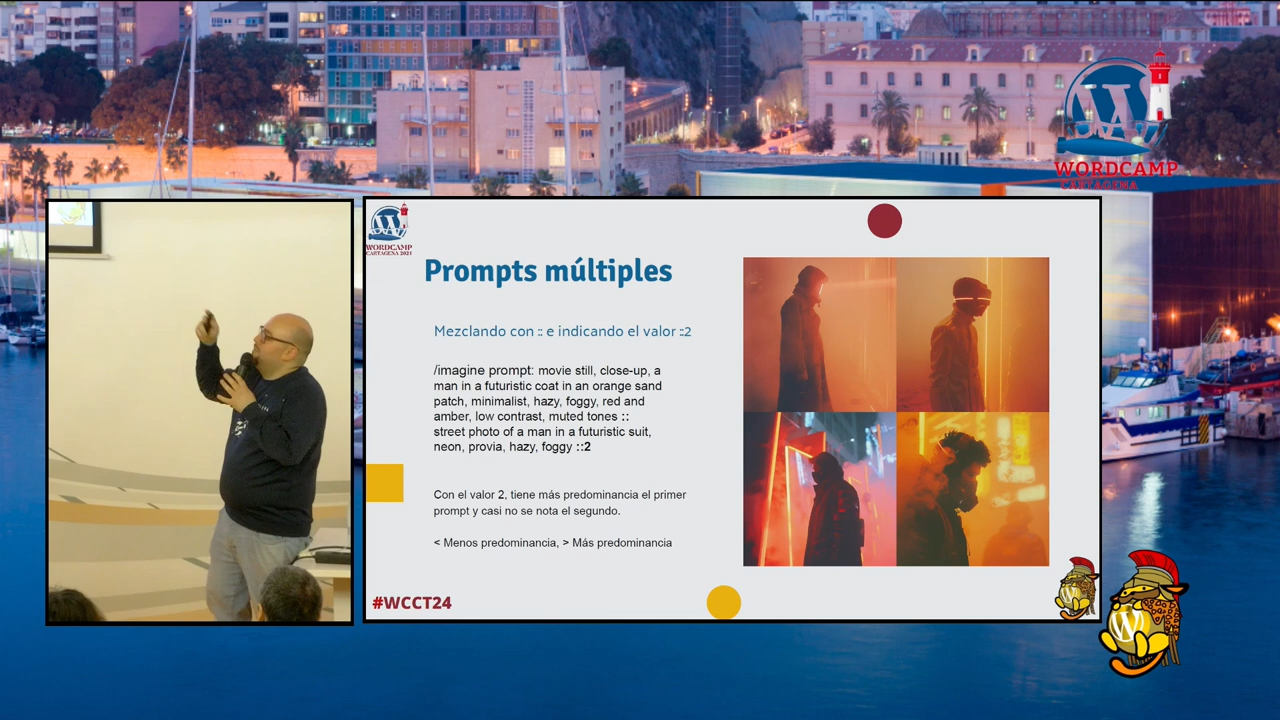 WORDCAMP
CARTAGENA
WORDCAMP
CARTAGENA 2024
Prompts múltiples
Mezclando con :: e indicando el valor ::2
/imagine prompt: movie still, close-up, a
man in a futuristic coat in an orange sand
patch, minimalist, hazy, foggy, red and
amber, low contrast, muted tones ::
street photo of a man in a futuristic suit,
neon, provia, hazy, foggy ::2
Con el valor 2, tiene más predominancia el primer
prompt y casi no se nota el segundo.
< Menos predominancia, > Más predominancia
#WCCT24